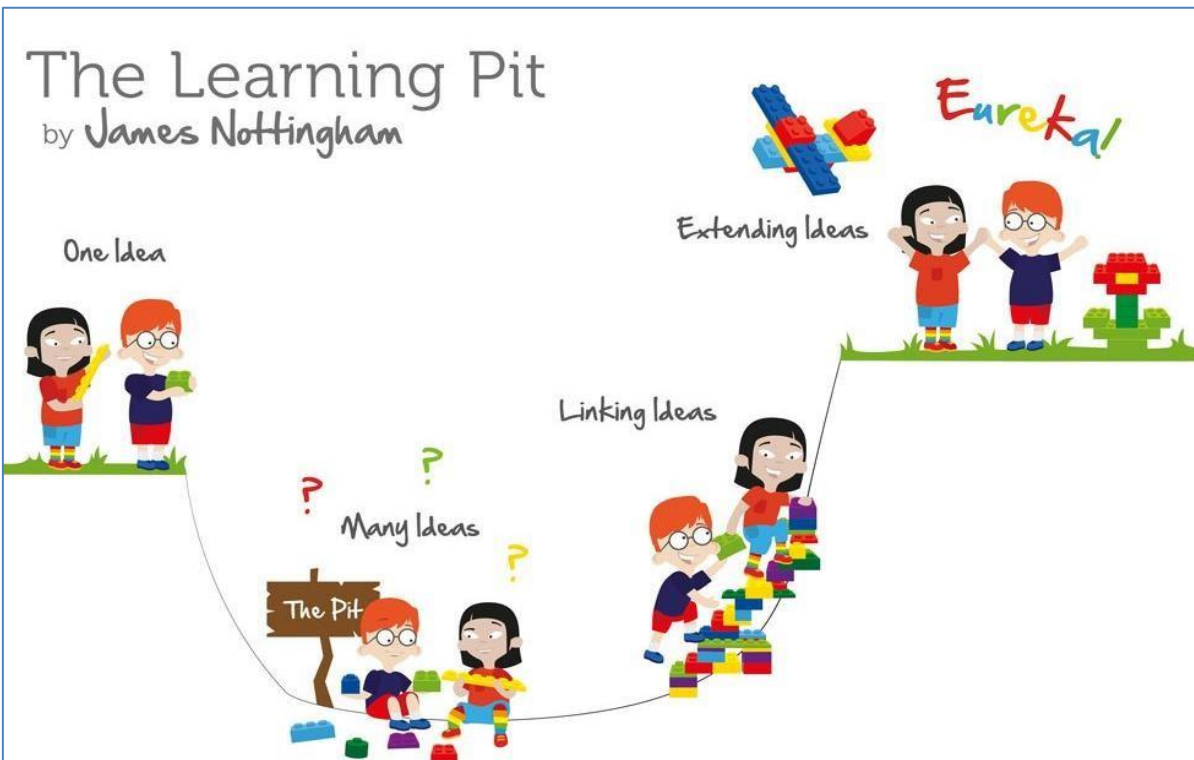 The Learning Pit
by James Nottingham
Eureka!
Extending Ideas
One Idea
Linking Ideas
?
?
Many Ideas
?
The Pit